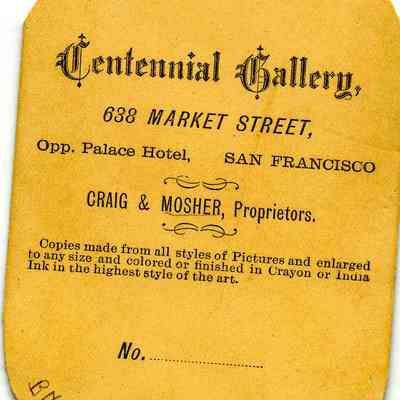 Centennial Gallery,
638 MARKET STREET,
Opp. Palace Hotel, SAN FRANCISCO
CRAIG & MOSHER, Proprietors.
Copies made from all styles of Pictures and enlarged
to any size and colored or finished in Crayon or India
Ink in the highest style of the art.
No.